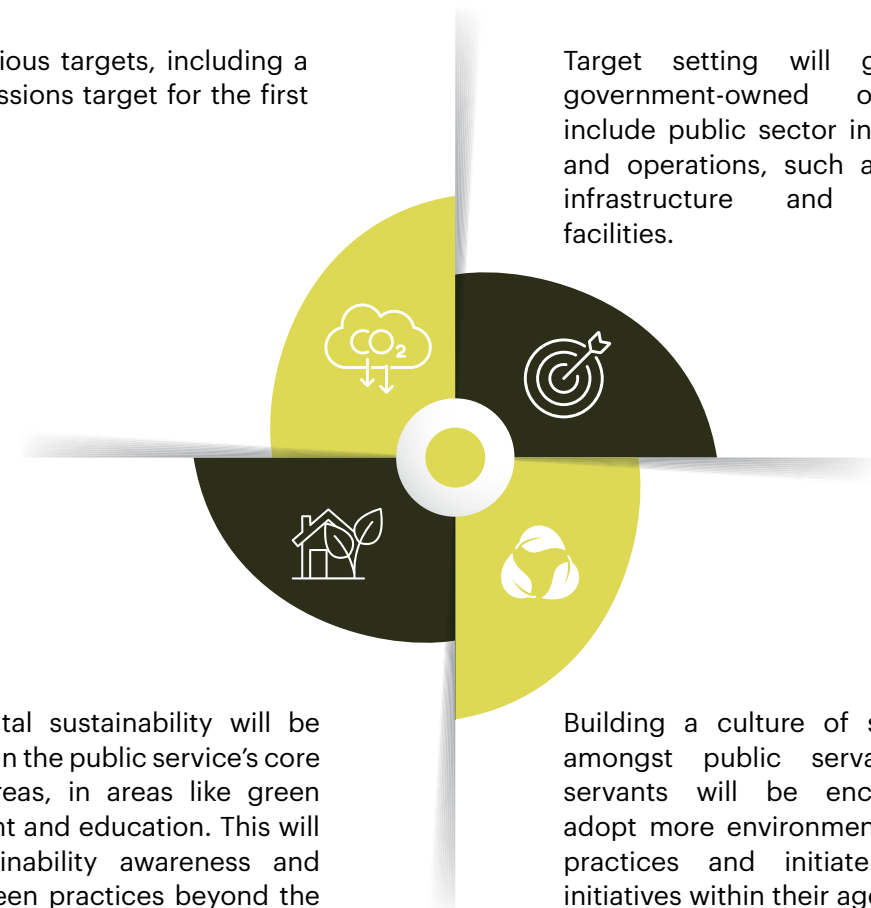 ious targets, including a
ssions target for the first
Target setting will g
government-owned o
include public sector in
and operations, such a
infrastructure and
facilities.
CO2
tal sustainability will be
n the public service's core
reas, in areas like green
nt and education. This will
inability awareness and
een practices beyond the
Building a culture of s
amongst public serva
servants will be enc
adopt more environmen
practices and initiate
initiatives within their age